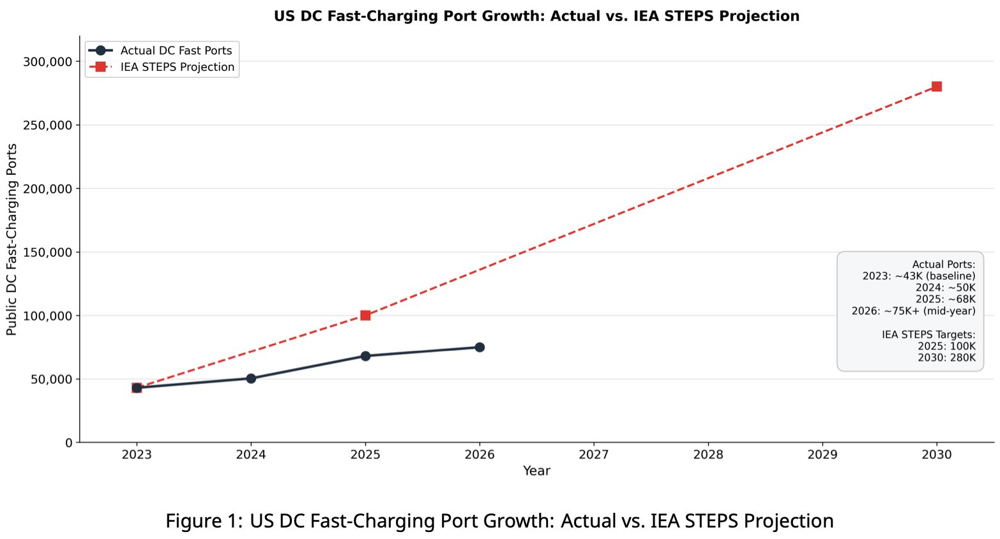 US DC Fast-Charging Port Growth: Actual vs. IEA STEPS Projection
Actual DC Fast Ports
IEA STEPS Projection
Public DC Fast-Charging Ports
300,000
250,000
200,000
150,000
100,000
50,000
0
Actual Ports:
2023: ~43K (baseline)
2024: ~50K
2025: ~68K
2026: ~75K+ (mid-year)
IEA STEPS Targets:
2025: 100K
2030: 280K
2023 2024 2025 2026 2027 2028 2029 2030
Year
Figure 1: US DC Fast-Charging Port Growth: Actual vs. IEA STEPS Projection